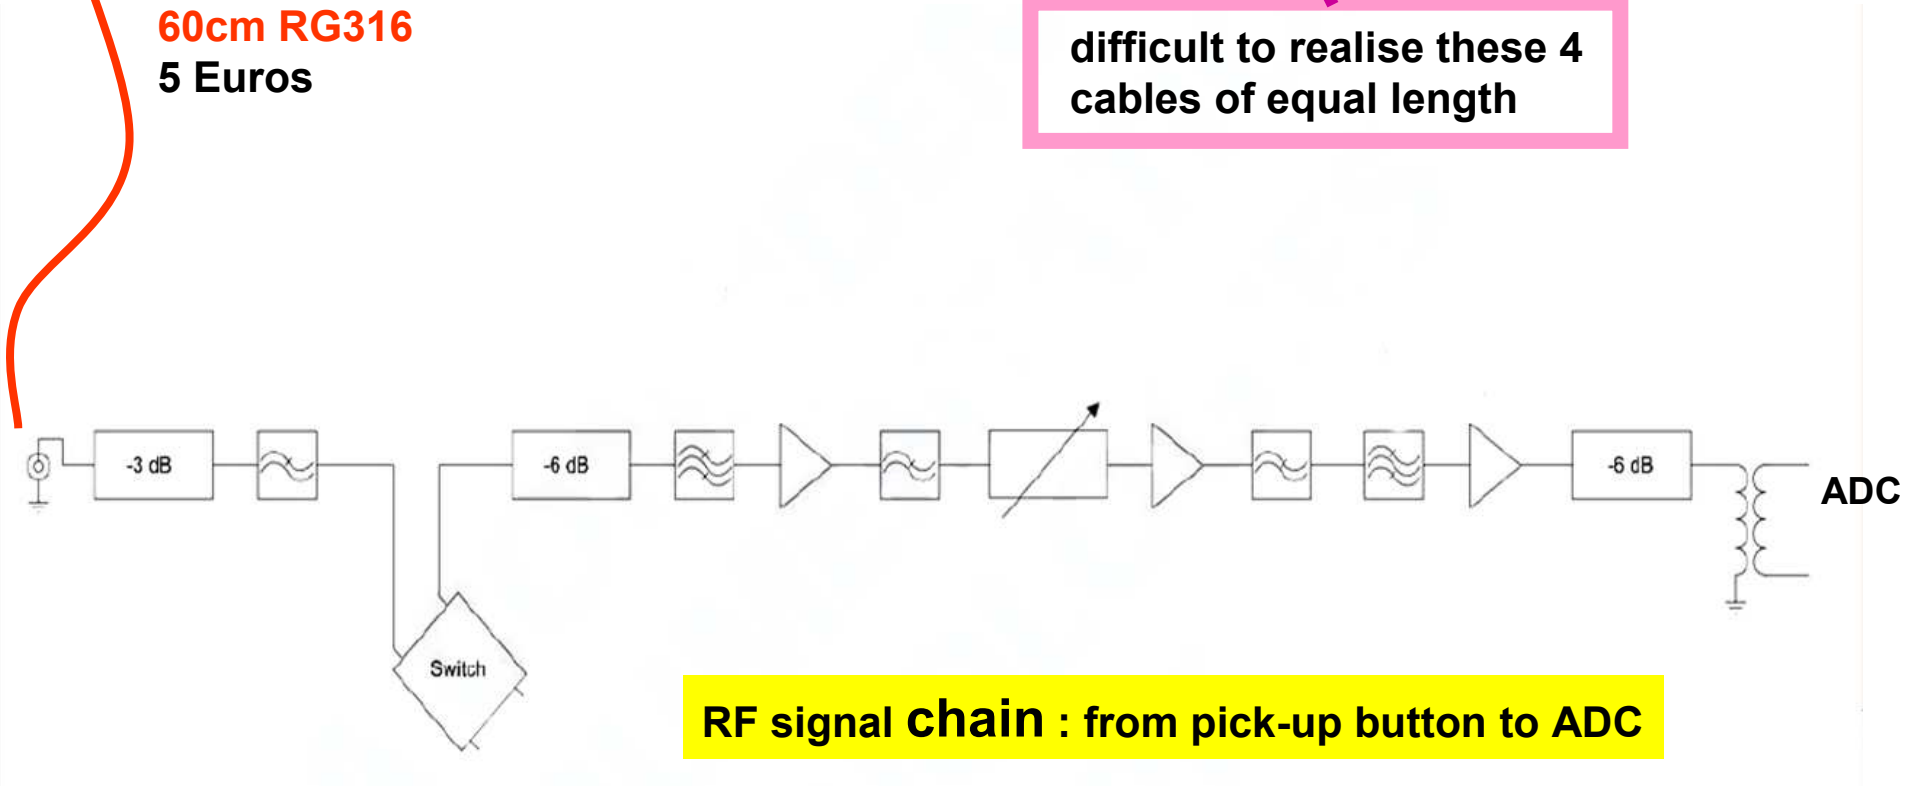 60cm RG316
5 Euros
difficult to realise these 4
cables of equal length
-3 dB
-6 dB
-6 dB
ADC
Switch
RF signal chain : from pick-up button to ADC